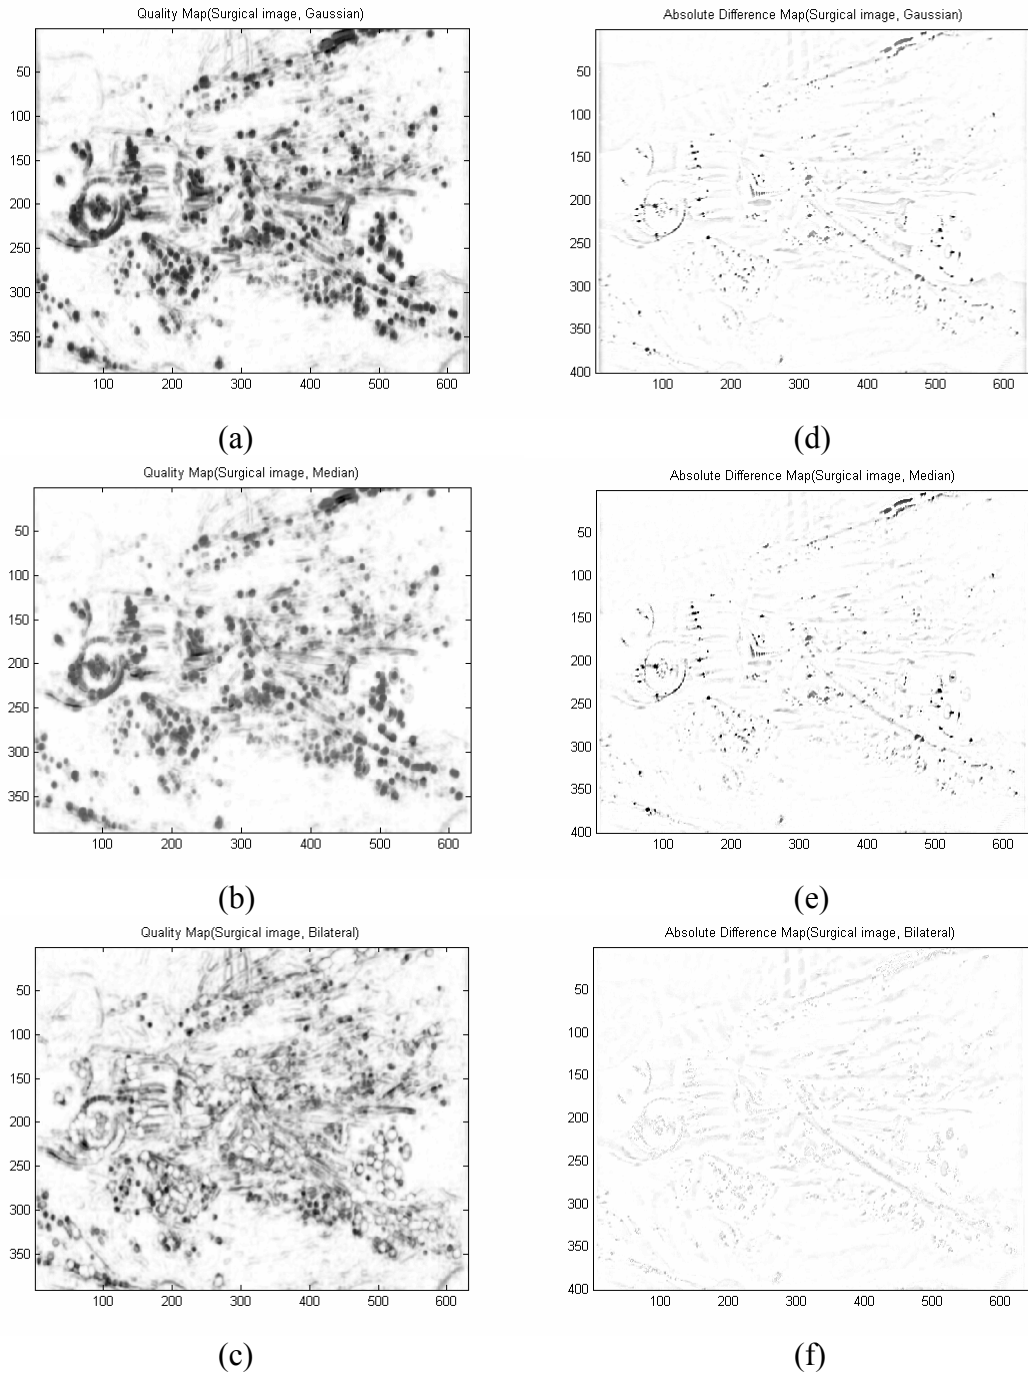 Quality Map(Surgical image, Gaussian)
50
100
150
200
250
300
350
100 200 300 400 500 600
(a)
Absolute Difference Map(Surgical image, Gaussian)
50
100
150
200
250
300
350
400
100 200 300 400 500 600
(d)
Quality Map(Surgical image, Median)
50
100
150
200
250
300
350
100 200 300 400 500 600
(b)
Absolute Difference Map(Surgical image, Median)
50
100
150
200
250
300
350
400
100 200 300 400 500 600
(e)
Quality Map(Surgical image, Bilateral)
50
100
150
200
250
300
350
100 200 300 400 500 600
(c)
Absolute Difference Map(Surgical image, Bilateral)
50
100
150
200
250
300
350
400
100 200 300 400 500 600
(f)